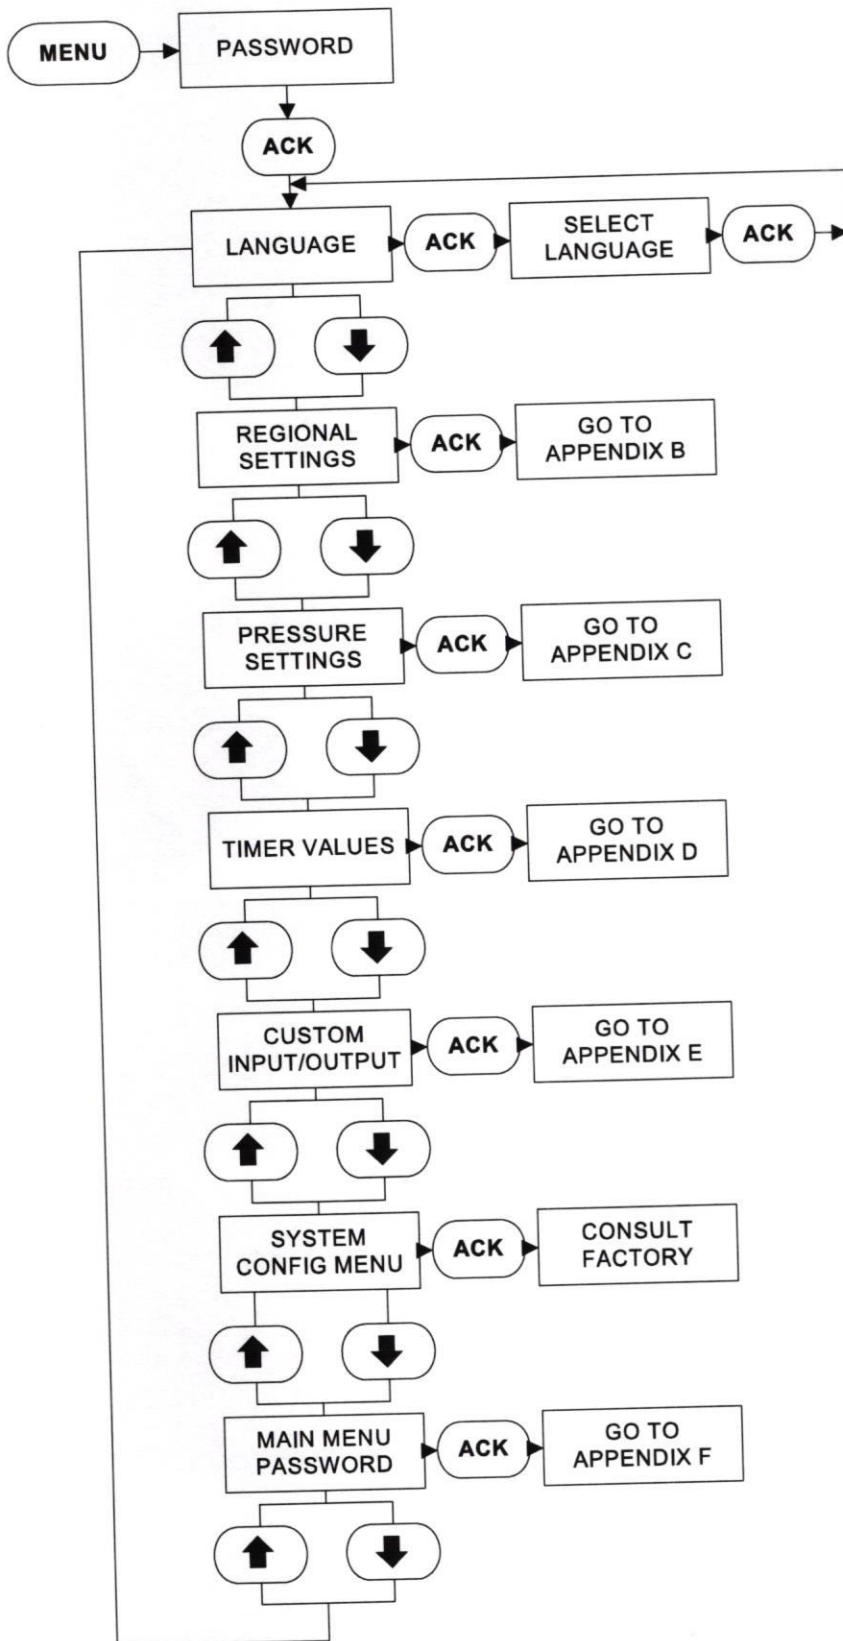 MENU
PASSWORD
ACK
LANGUAGE
ACK
SELECT
LANGUAGE
ACK
REGIONAL
SETTINGS
ACK
GO TO
APPENDIX B
PRESSURE
SETTINGS
ACK
GO TO
APPENDIX C
TIMER VALUES
ACK
GO TO
APPENDIX D
CUSTOM
INPUT/OUTPUT
ACK
GO TO
APPENDIX E
SYSTEM
CONFIG MENU
ACK
CONSULT
FACTORY
MAIN MENU
PASSWORD
ACK
GO TO
APPENDIX F